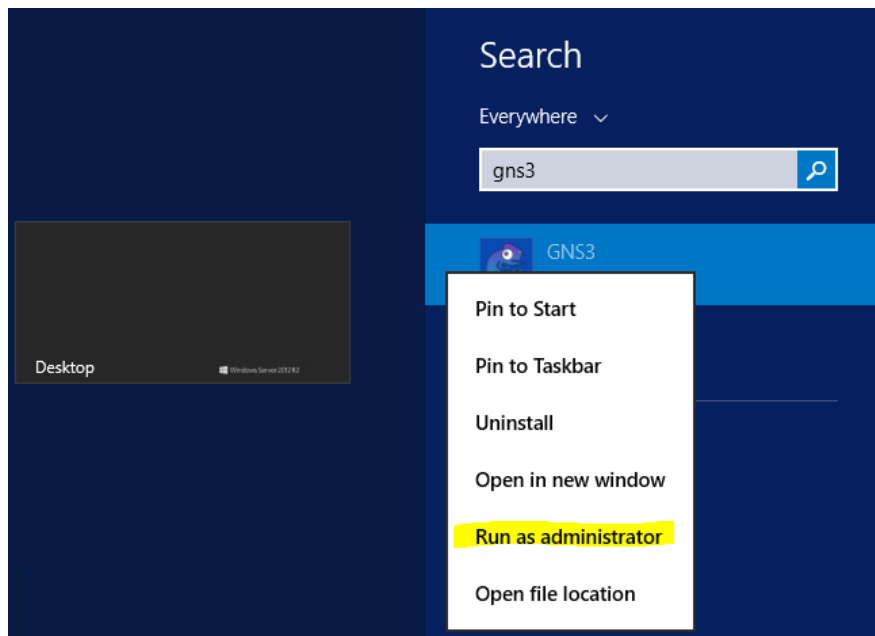 Search
Everywhere
gns3
GNS3
Pin to Start
Pin to Taskbar
Uninstall
Open in new window
Run as administrator
Open file location
Desktop
Windows Server 2012 R2